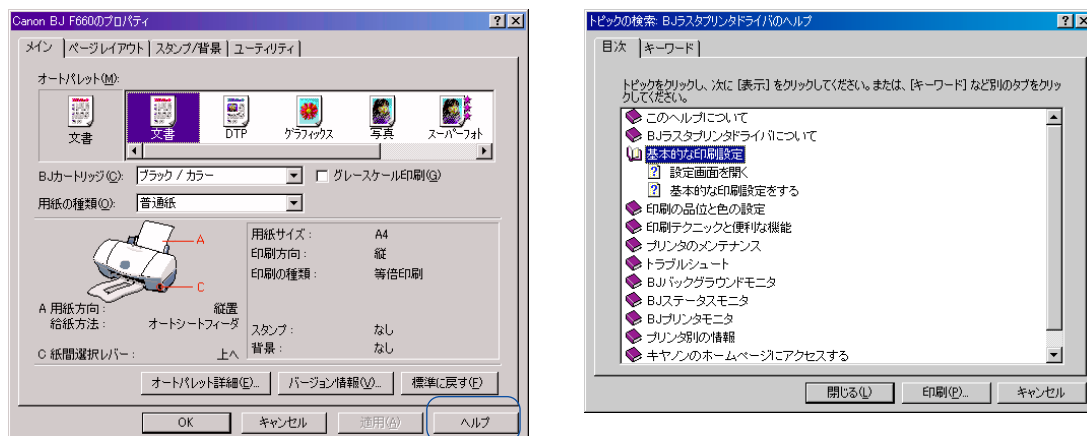 Canon BJ F660のプロパティ
メイン ページレイアウト スタンプ/背景 ユーティリティ
オートパレット(M):
文書 文書 DTP グラフィックス 写真 スーパーフォト
BJカートリッジ(C): ブラック / カラー グレースケール印刷(G)
用紙の種類(O): 普通紙
A
C
用紙サイズ : A4
印刷方向 : 縦
印刷の種類 : 等倍印刷
A 用紙方向 : 縦置
給紙方法 : オートシートフィーダ
スタンプ : なし
C 紙間選択レバー : 上へ
背景 : なし
オートパレット詳細(E)... バージョン情報(V)... 標準に戻す(F)
OK キャンセル 適用(A) ヘルプ
トピックの検索: BJラスタプリンタドライバのヘルプ
目次 キーワード
トピックをクリックし、次に [表示] をクリックしてください。または、[キーワード] など別のタブをクリッ
クしてください。
このヘルプについて
BJラスタプリンタドライバについて
基本的な印刷設定
設定画面を開く
基本的な印刷設定をする
印刷の品位と色の設定
印刷テクニックと便利な機能
プリンタのメンテナンス
トラブルシュート
BJバックグラウンドモニタ
BJステータスモニタ
BJプリンタモニタ
プリンタ別の情報
キヤノンのホームページにアクセスする
閉じる(L) 印刷(P)... キャンセル